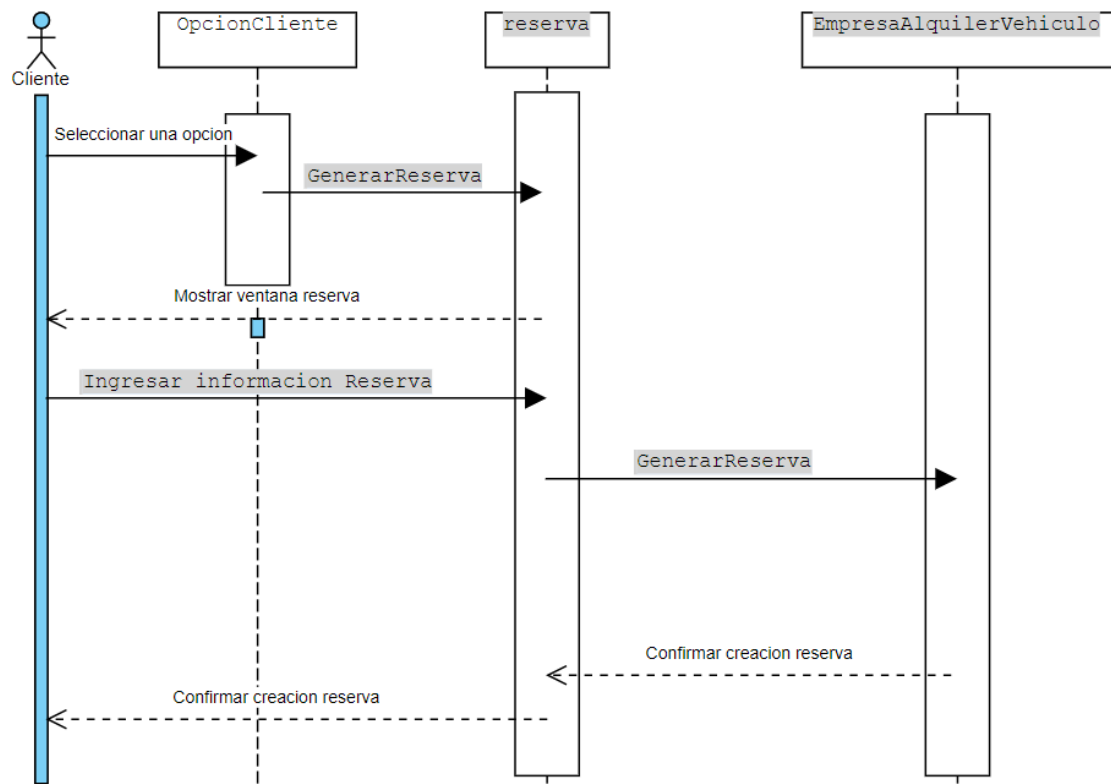 OpcionCliente
reserva
EmpresaAlquilerVehiculo
Cliente
Seleccionar una opcion
GenerarReserva
Mostrar ventana reserva
Ingresar informacion Reserva
GenerarReserva
Confirmar creacion reserva
Confirmar creacion reserva